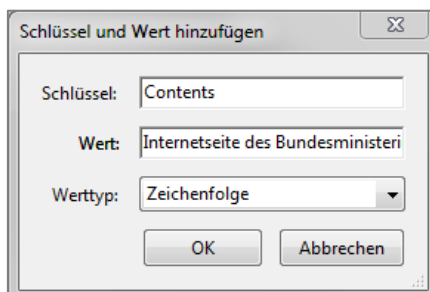 Schlüssel und Wert hinzufügen
Schlüssel: Contents
Wert: Internetseite des Bundesministeri
Werttyp: Zeichenfolge
OK Abbrechen